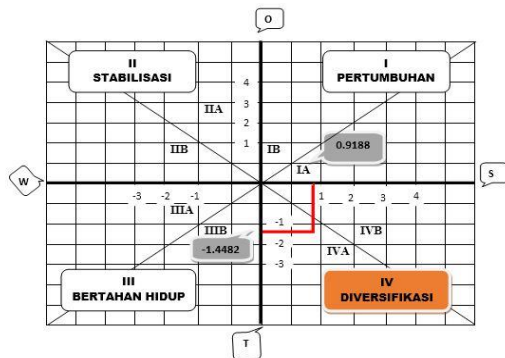 O
II
STABILISASI
I
PERTUMBUHAN
4
3
2
1
IIA
IIB
IB
0.9188
IA
W
S
-3 -2 -1
1 2 3 4
IIIA
IIIB
-1
-2
-3
-1.4482
IVB
IVA
III
BERTAHAN HIDUP
IV
DIVERSIFIKASI
T